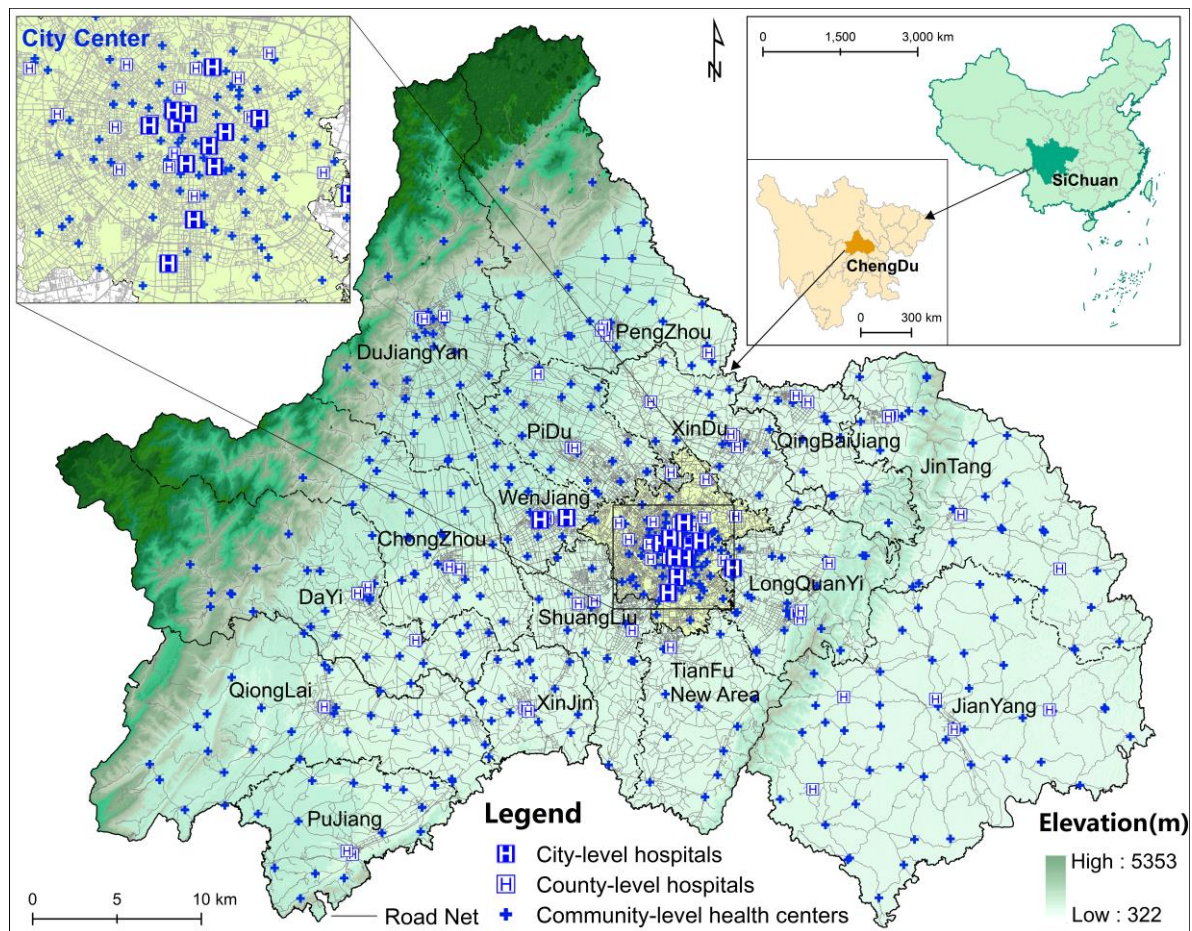 City Center
N
0 1,500 3,000 km
SiChuan
ChengDu
0 300 km
PengZhou
DuJiangYan
PiDu
XinDu
QingBaiJiang
JinTang
WenJiang
ChongZhou
DaYi
LongQuanYi
ShuangLiu
TianFu
New Area
QiongLai
XinJin
JianYang
PuJiang
Legend
H City-level hospitals
H County-level hospitals
Community-level health centers
Elevation(m)
High : 5353
Low : 322
0 5 10 km
Road Net